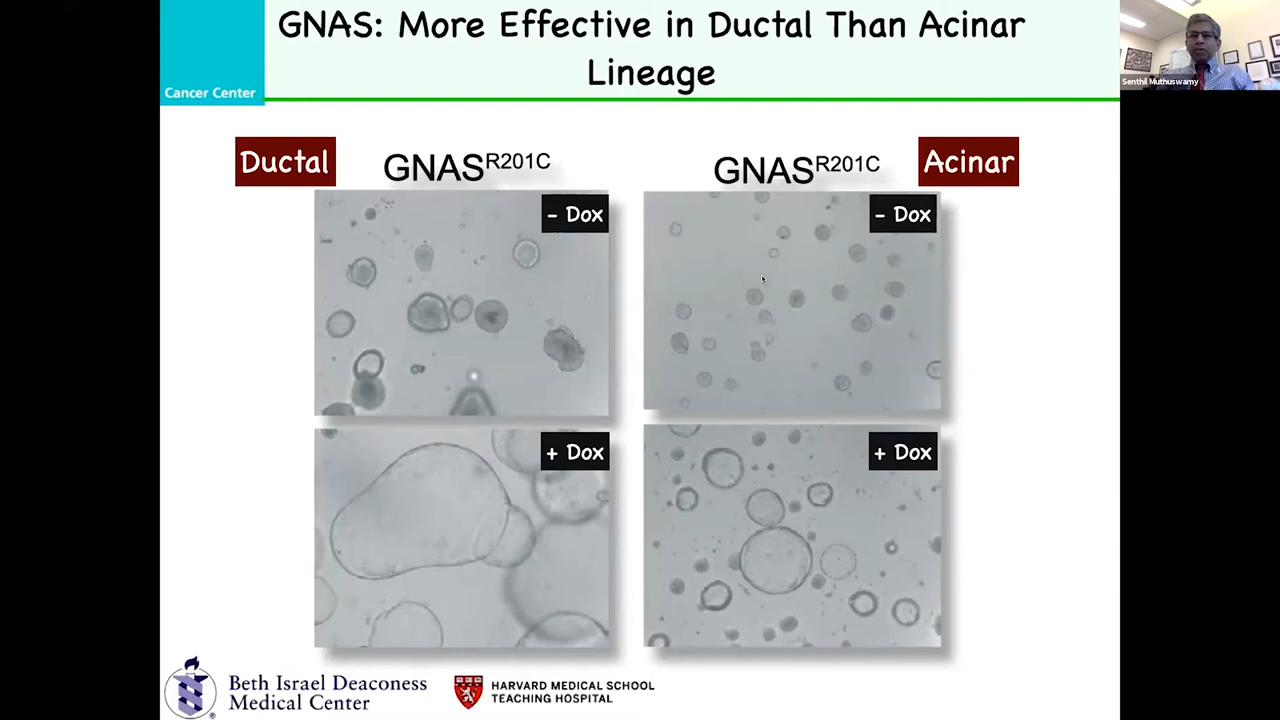 GNAS: More Effective in Ductal Than Acinar
Lineage
Cancer Center
Senthil Muthuswamy
Ductal
GNASR201C
GNASR201C
Acinar
- Dox
- Dox
+ Dox
+ Dox
Beth Israel Deaconess
Medical Center
HARVARD MEDICAL SCHOOL
TEACHING HOSPITAL